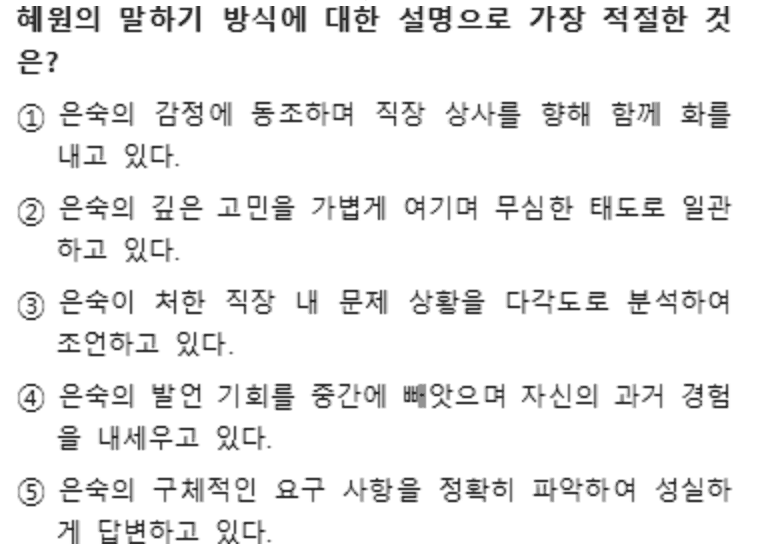 혜원의 말하기 방식에 대한 설명으로 가장 적절한 것
은?
① 은숙의 감정에 동조하며 직장 상사를 향해 함께 화를
내고 있다.
② 은숙의 깊은 고민을 가볍게 여기며 무심한 태도로 일관
하고 있다.
③ 은숙이 처한 직장 내 문제 상황을 다각도로 분석하여
조언하고 있다.
④ 은숙의 발언 기회를 중간에 빼앗으며 자신의 과거 경험
을 내세우고 있다.
⑤ 은숙의 구체적인 요구 사항을 정확히 파악하여 성실하
게 답변하고 있다.